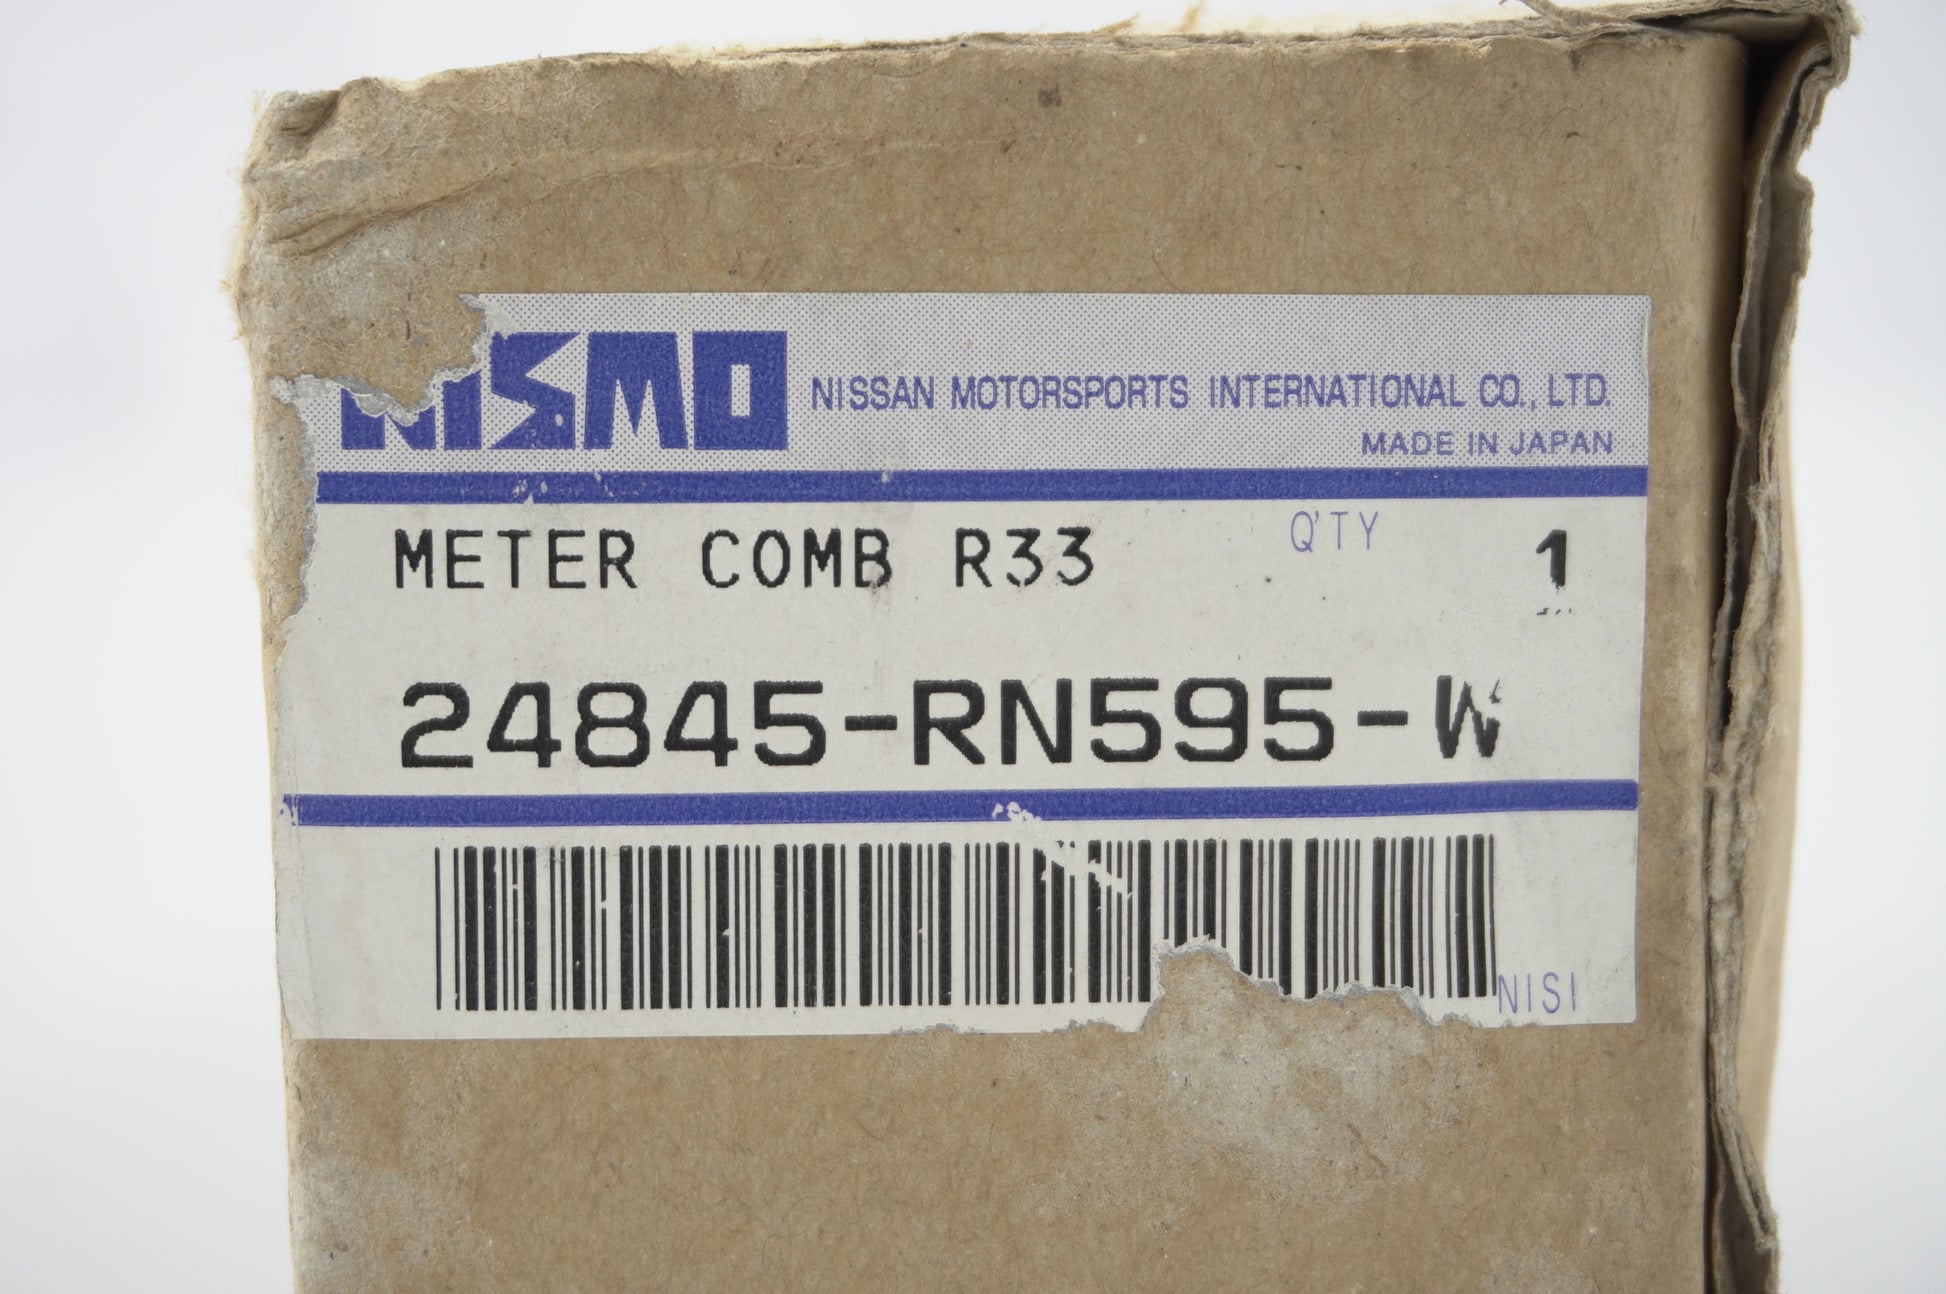 NISMO NISSAN MOTORSPORTS INTERNATIONAL CO., LTD.
MADE IN JAPAN
METER COMB R33 Q'TY 1
24845-RN595-W
NISI